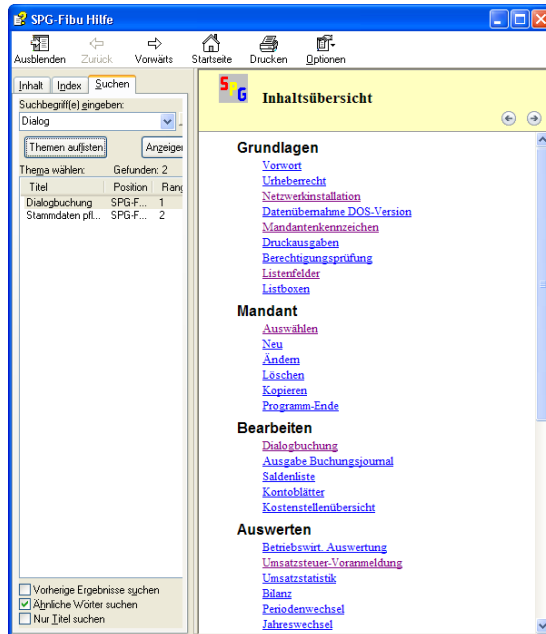 SPG-Fibu Hilfe
Ausblenden Zurück Vorwärts Startseite Drucken Optionen
Inhalt Index Suchen
Suchbegriff(e) eingeben:
Dialog
Themen auflisten Anzeigen
Thema wählen: Gefunden: 2
Titel Position Rang
Dialogbuchung SPG-F... 1
Stammdaten pfl... SPG-F... 2
Vorherige Ergebnisse suchen
Ähnliche Wörter suchen
Nur Titel suchen
SPG
Inhaltsübersicht
Grundlagen
Vorwort
Urheberrecht
Netzwerkinstallation
Datenübernahme DOS-Version
Mandantenkennzeichen
Druckausgaben
Berechtigungsprüfung
Listenfelder
Listboxen
Mandant
Auswählen
Neu
Ändern
Löschen
Kopieren
Programm-Ende
Bearbeiten
Dialogbuchung
Ausgabe Buchungsjournal
Saldenliste
Kontoblätter
Kostenstellenübersicht
Auswerten
Betriebswirt. Auswertung
Umsatzsteuer-Voranmeldung
Umsatzstatistik
Bilanz
Periodenwechsel
Jahreswechsel